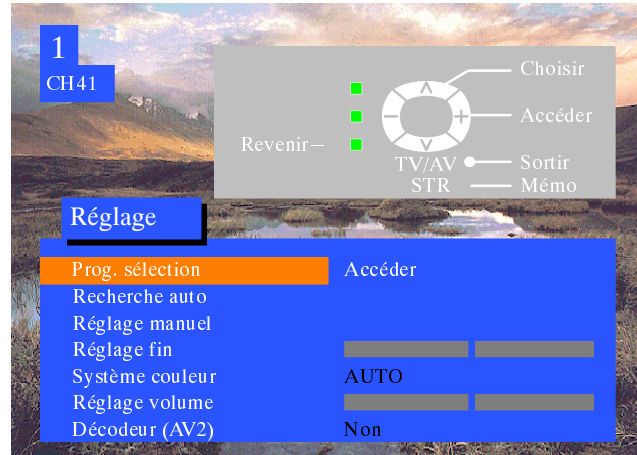 1
CH41
Choisir
Accéder
Revenir
TV/AV
Sortir
STR
Mémo
Réglage
Prog. sélection Accéder
Recherche auto
Réglage manuel
Réglage fin
Système couleur AUTO
Réglage volume
Décodeur (AV2) Non